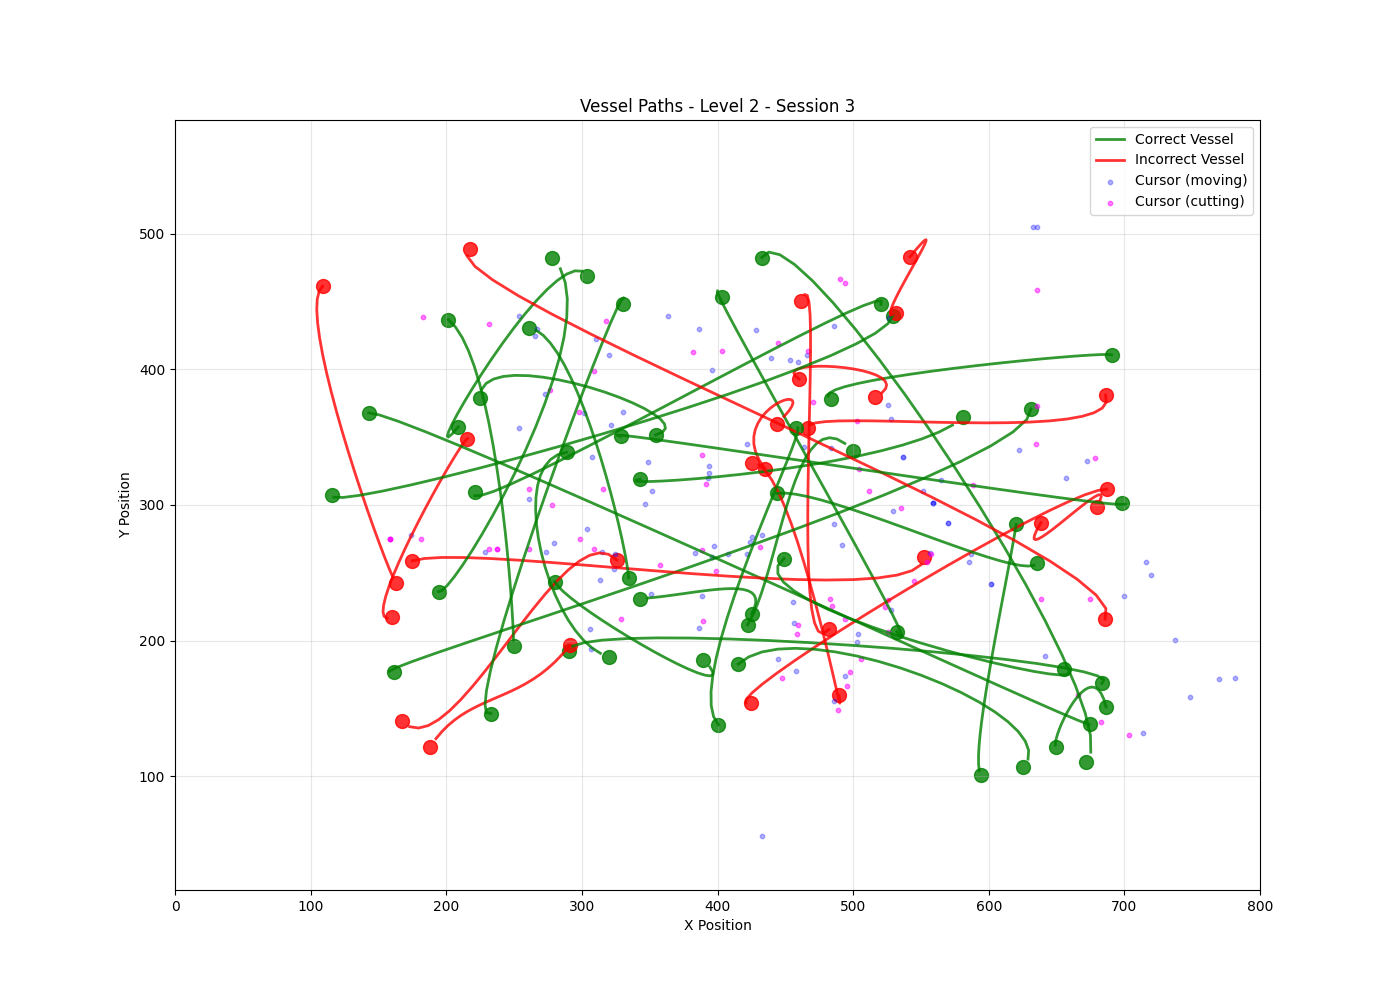 Vessel Paths - Level 2 - Session 3
Correct Vessel
Incorrect Vessel
Cursor (moving)
Cursor (cutting)
500
400
300
200
100
Y Position
0 100 200 300 400 500 600 700 800
X Position